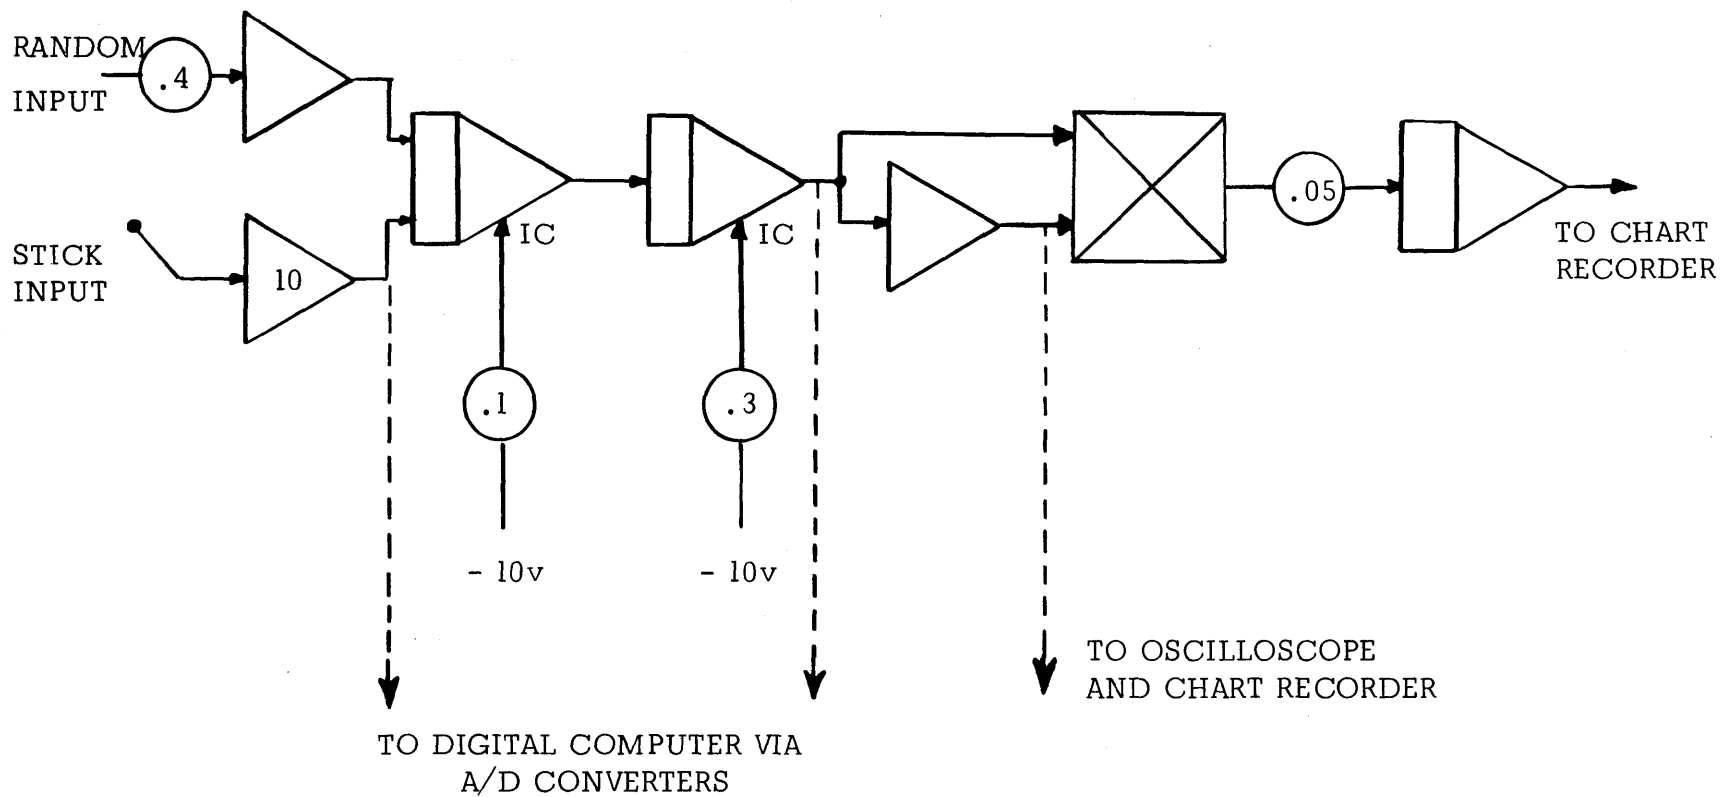 RANDOM
INPUT
.4
STICK
INPUT
10
IC
IC
.1
.3
- 10v
- 10v
.05
TO CHART
RECORDER
TO OSCILLOSCOPE
AND CHART RECORDER
TO DIGITAL COMPUTER VIA
A/D CONVERTERS